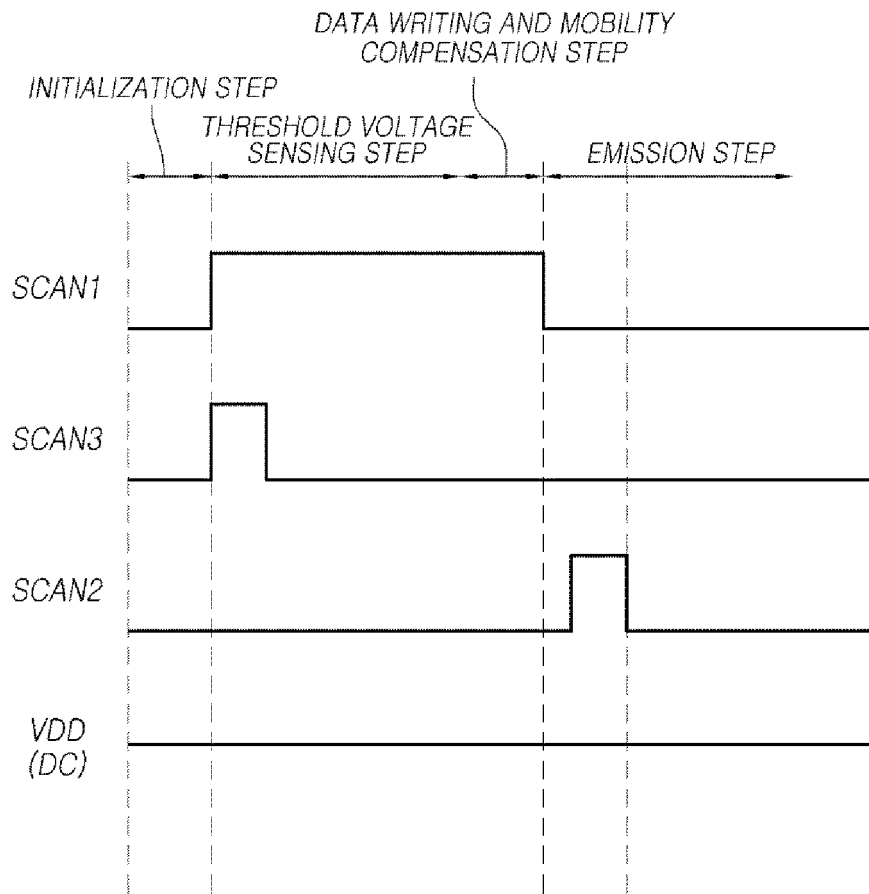 DATA WRITING AND MOBILITY
COMPENSATION STEP
INITIALIZATION STEP
THRESHOLD VOLTAGE
SENSING STEP
EMISSION STEP
SCAN1
SCAN3
SCAN2
VDD
(DC)